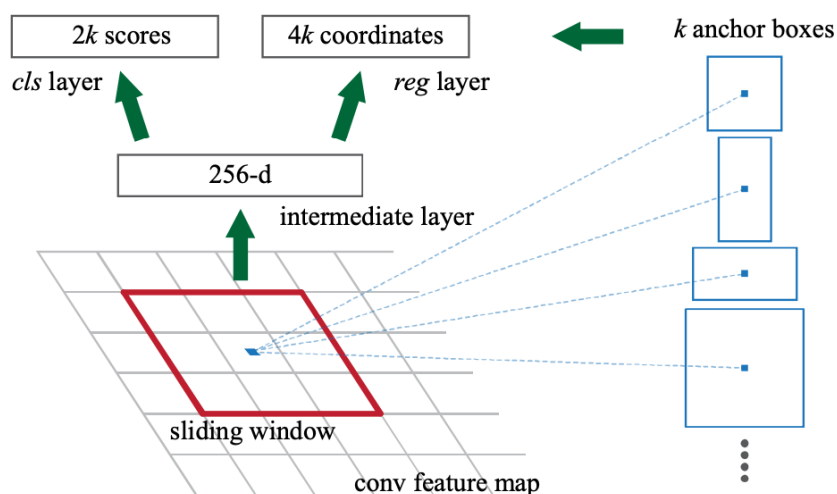 2k scores
4k coordinates
k anchor boxes
cls layer
reg layer
256-d
intermediate layer
sliding window
conv feature map